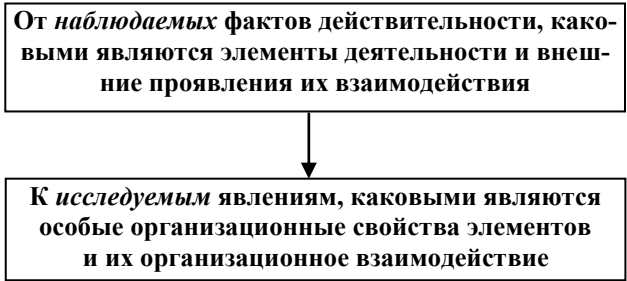 От наблюдаемых фактов действительности, како-
выми являются элементы деятельности и внеш-
ние проявления их взаимодействия
К исследуемым явлениям, каковыми являются
особые организационные свойства элементов
и их организационное взаимодействие